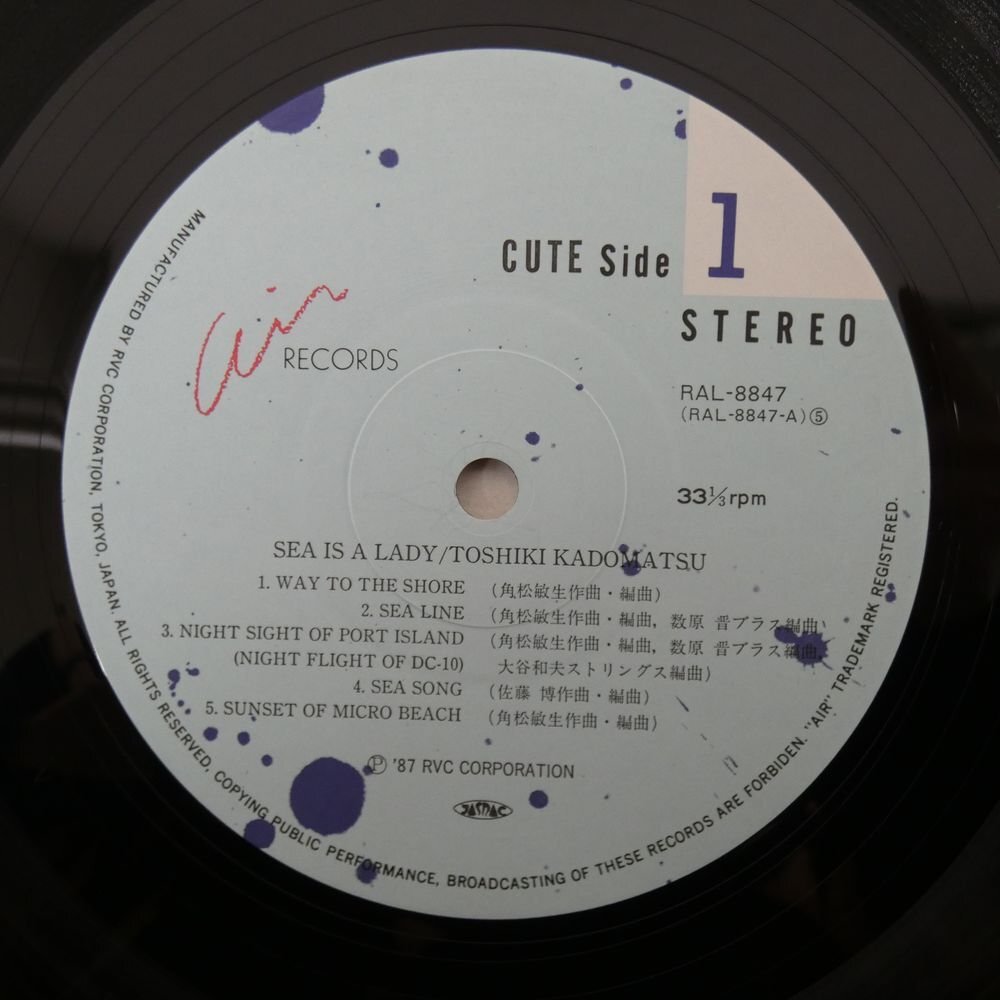 CUTE Side 1
STEREO
air RECORDS
RAL-8847
(RAL-8847-A)⑤
33⅓rpm
SEA IS A LADY/TOSHIKI KADOMATSU
1. WAY TO THE SHORE (角松敏生作曲・編曲)
2. SEA LINE (角松敏生作曲・編曲, 数原 晋ブラス編曲)
3. NIGHT SIGHT OF PORT ISLAND (角松敏生作曲・編曲, 数原 晋ブラス編曲,
(NIGHT FLIGHT OF DC-10) 大谷和夫ストリングス編曲)
4. SEA SONG (佐藤 博作曲・編曲)
5. SUNSET OF MICRO BEACH (角松敏生作曲・編曲)
Ⓟ '87 RVC CORPORATION
JASRAC
MANUFACTURED BY RVC CORPORATION, TOKYO, JAPAN. ALL RIGHTS RESERVED, COPYING PUBLIC PERFORMANCE, BROADCASTING OF THESE RECORDS ARE FORBIDDEN. "AIR" TRADEMARK REGISTERED.